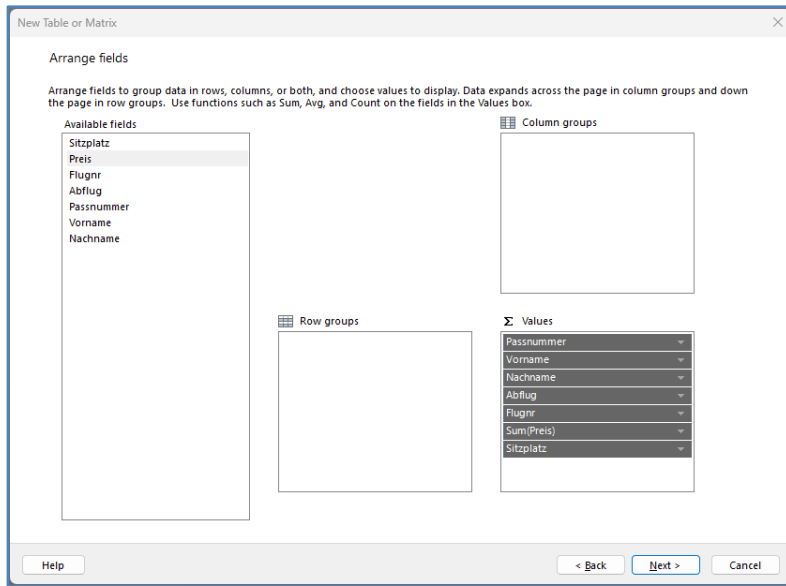 New Table or Matrix
Arrange fields
Arrange fields to group data in rows, columns, or both, and choose values to display. Data expands across the page in column groups and down
the page in row groups.  Use functions such as Sum, Avg, and Count on the fields in the Values box.
Available fields
Sitzplatz
Preis
Flugnr
Abflug
Passnummer
Vorname
Nachname
Column groups
Row groups
Σ Values
Passnummer
Vorname
Nachname
Abflug
Flugnr
Sum(Preis)
Sitzplatz
Help
< Back
Next >
Cancel